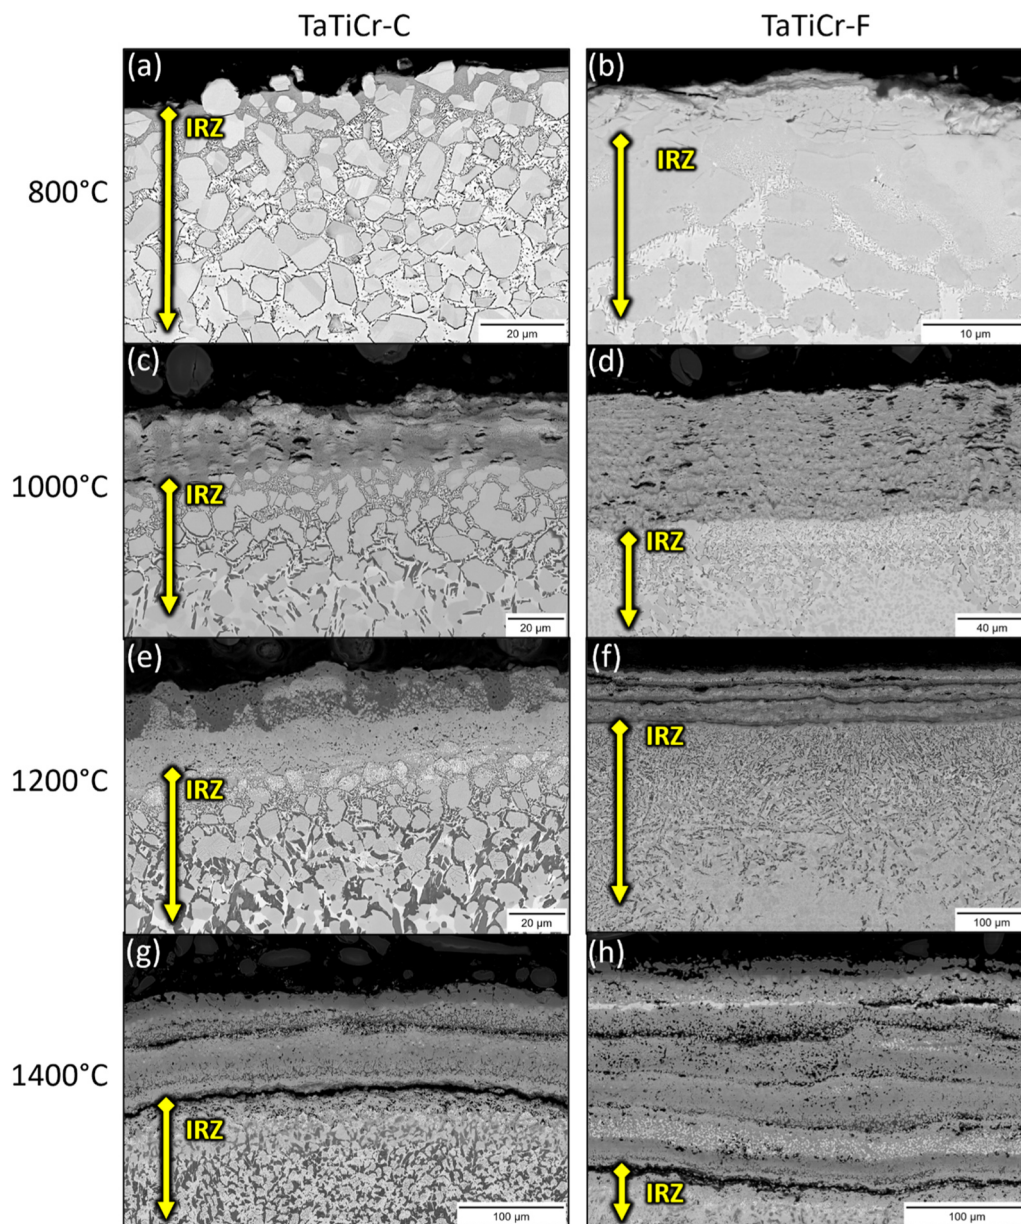 TaTiCr-C
TaTiCr-F
800°C
(a)
IRZ
20 µm
(b)
IRZ
10 µm
1000°C
(c)
IRZ
20 µm
(d)
IRZ
40 µm
1200°C
(e)
IRZ
20 µm
(f)
IRZ
100 µm
1400°C
(g)
IRZ
100 µm
(h)
IRZ
100 µm